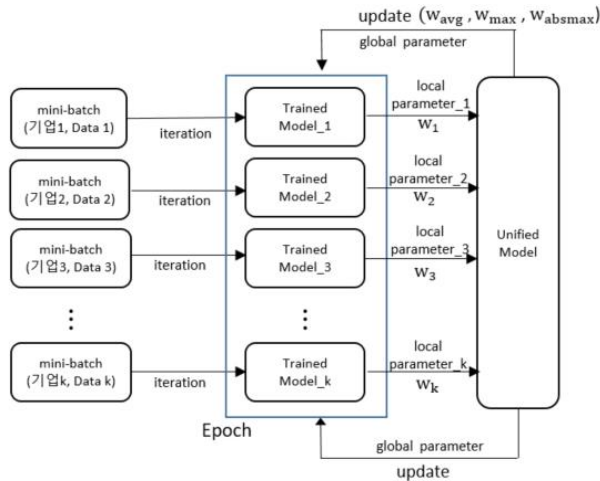 update (w_avg , w_max , w_absmax)
global parameter
mini-batch
(기업1, Data 1)
iteration
Trained
Model_1
local
parameter_1
w₁
mini-batch
(기업2, Data 2)
iteration
Trained
Model_2
local
parameter_2
w₂
mini-batch
(기업3, Data 3)
iteration
Trained
Model_3
local
parameter_3
w₃
Unified
Model
mini-batch
(기업k, Data k)
iteration
Trained
Model_k
local
parameter_k
w_k
Epoch
global parameter
update